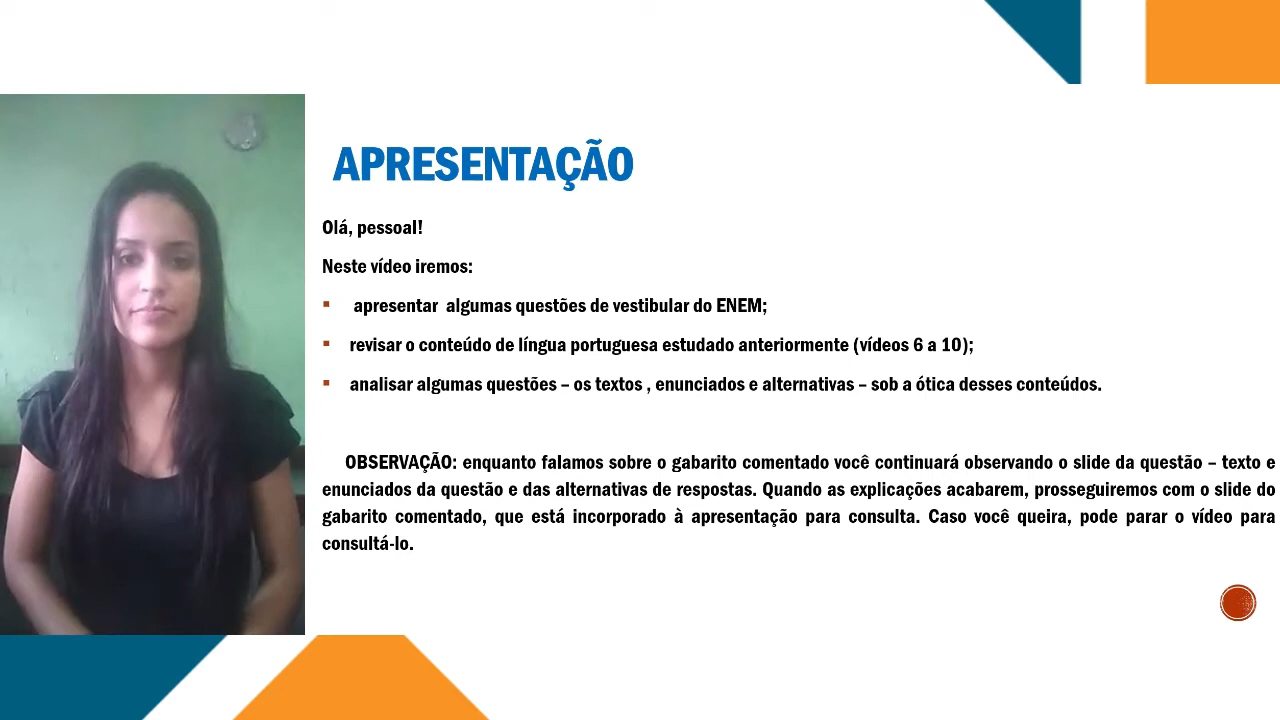 APRESENTAÇÃO
Olá, pessoal!
Neste vídeo iremos:
▪ apresentar algumas questões de vestibular do ENEM;
▪ revisar o conteúdo de língua portuguesa estudado anteriormente (vídeos 6 a 10);
▪ analisar algumas questões – os textos , enunciados e alternativas – sob a ótica desses conteúdos.
OBSERVAÇÃO: enquanto falamos sobre o gabarito comentado você continuará observando o slide da questão – texto e
enunciados da questão e das alternativas de respostas. Quando as explicações acabarem, prosseguiremos com o slide do
gabarito comentado, que está incorporado à apresentação para consulta. Caso você queira, pode parar o vídeo para
consultá-lo.